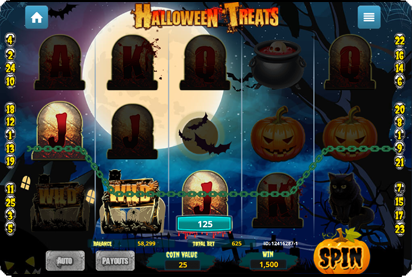 HALLOWEEN TREATS
4
2
24
10
22
16
14
6
A
K
Q
Q
18
12
1
13
19
20
8
1
9
21
J
11
25
3
5
7
15
17
23
WILD
WILD
J
125
BALANCE 58,299 TOTAL BET 625 ID:12416287-1
AUTO PAYOUTS COIN VALUE 25 WIN 1,500 SPIN